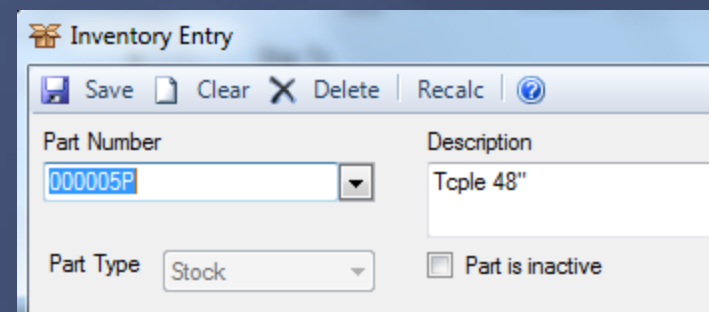 Inventory Entry
Save Clear Delete Recalc
Part Number Description
000005P Tcple 48"
Part Type Stock Part is inactive